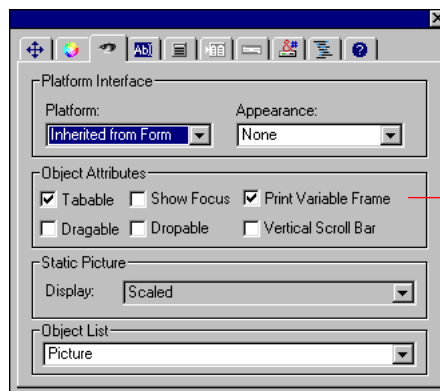 Platform Interface
Platform: Appearance:
Inherited from Form None
Object Attributes
Tabable Show Focus Print Variable Frame
Dragable Dropable Vertical Scroll Bar
Static Picture
Display: Scaled
Object List
Picture